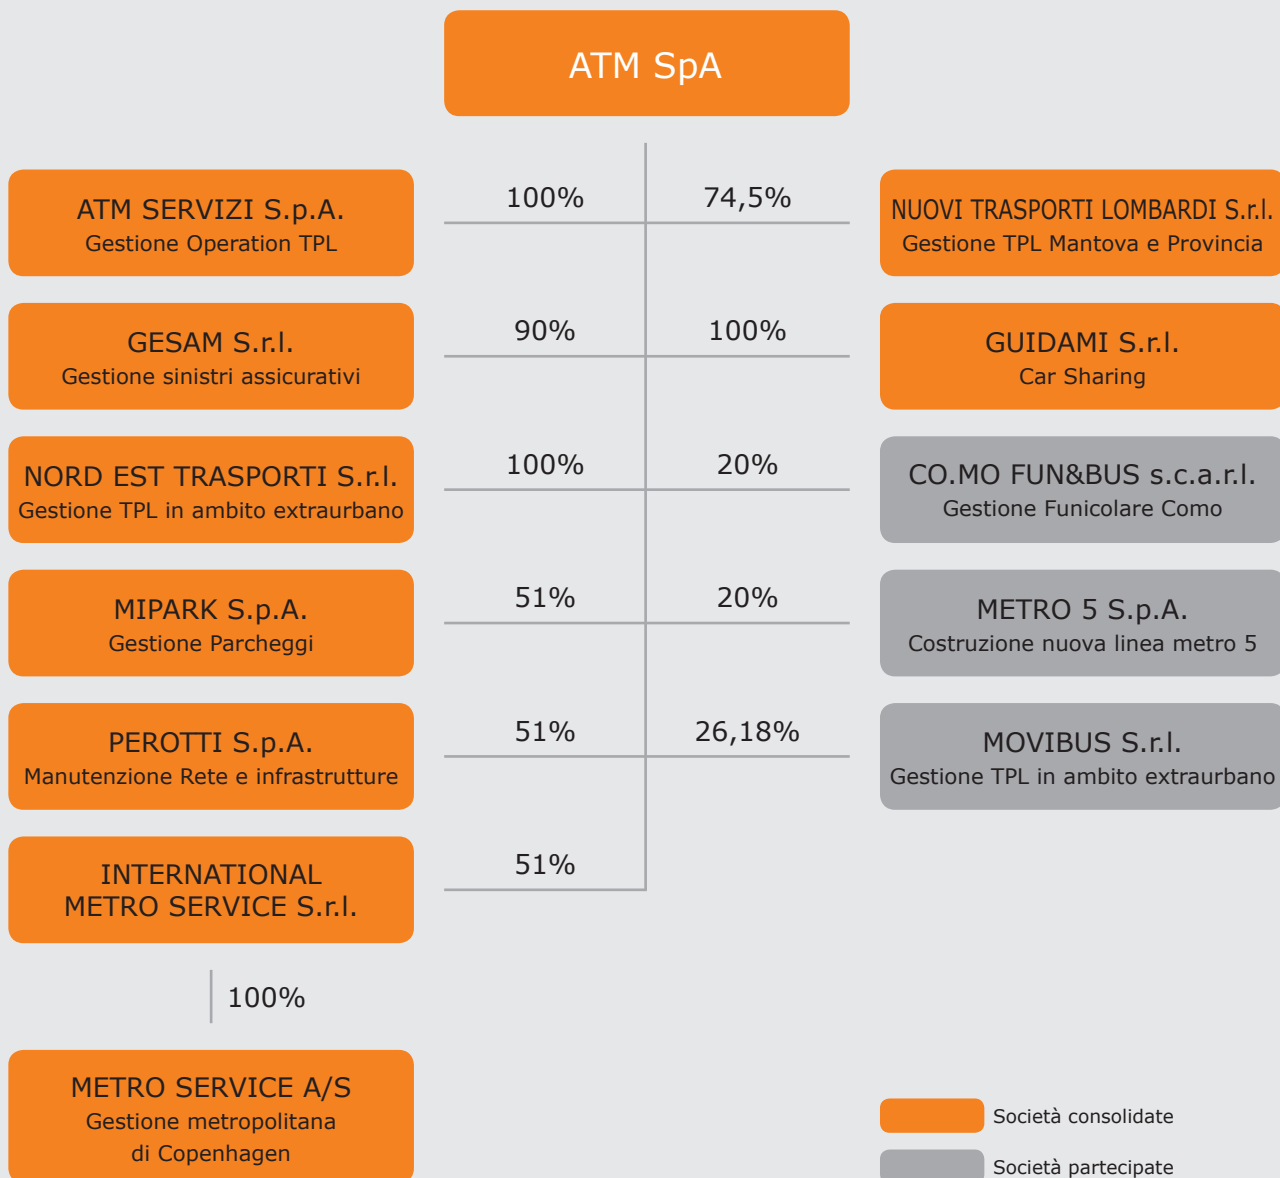 ATM SpA
ATM SERVIZI S.p.A.
Gestione Operation TPL
100%
74,5%
NUOVI TRASPORTI LOMBARDI S.r.l.
Gestione TPL Mantova e Provincia
GESAM S.r.l.
Gestione sinistri assicurativi
90%
100%
GUIDAMI S.r.l.
Car Sharing
NORD EST TRASPORTI S.r.l.
Gestione TPL in ambito extraurbano
100%
20%
CO.MO FUN&BUS s.c.a.r.l.
Gestione Funicolare Como
MIPARK S.p.A.
Gestione Parcheggi
51%
20%
METRO 5 S.p.A.
Costruzione nuova linea metro 5
PEROTTI S.p.A.
Manutenzione Rete e infrastrutture
51%
26,18%
MOVIBUS S.r.l.
Gestione TPL in ambito extraurbano
INTERNATIONAL
METRO SERVICE S.r.l.
51%
100%
METRO SERVICE A/S
Gestione metropolitana
di Copenhagen
Società consolidate
Società partecipate